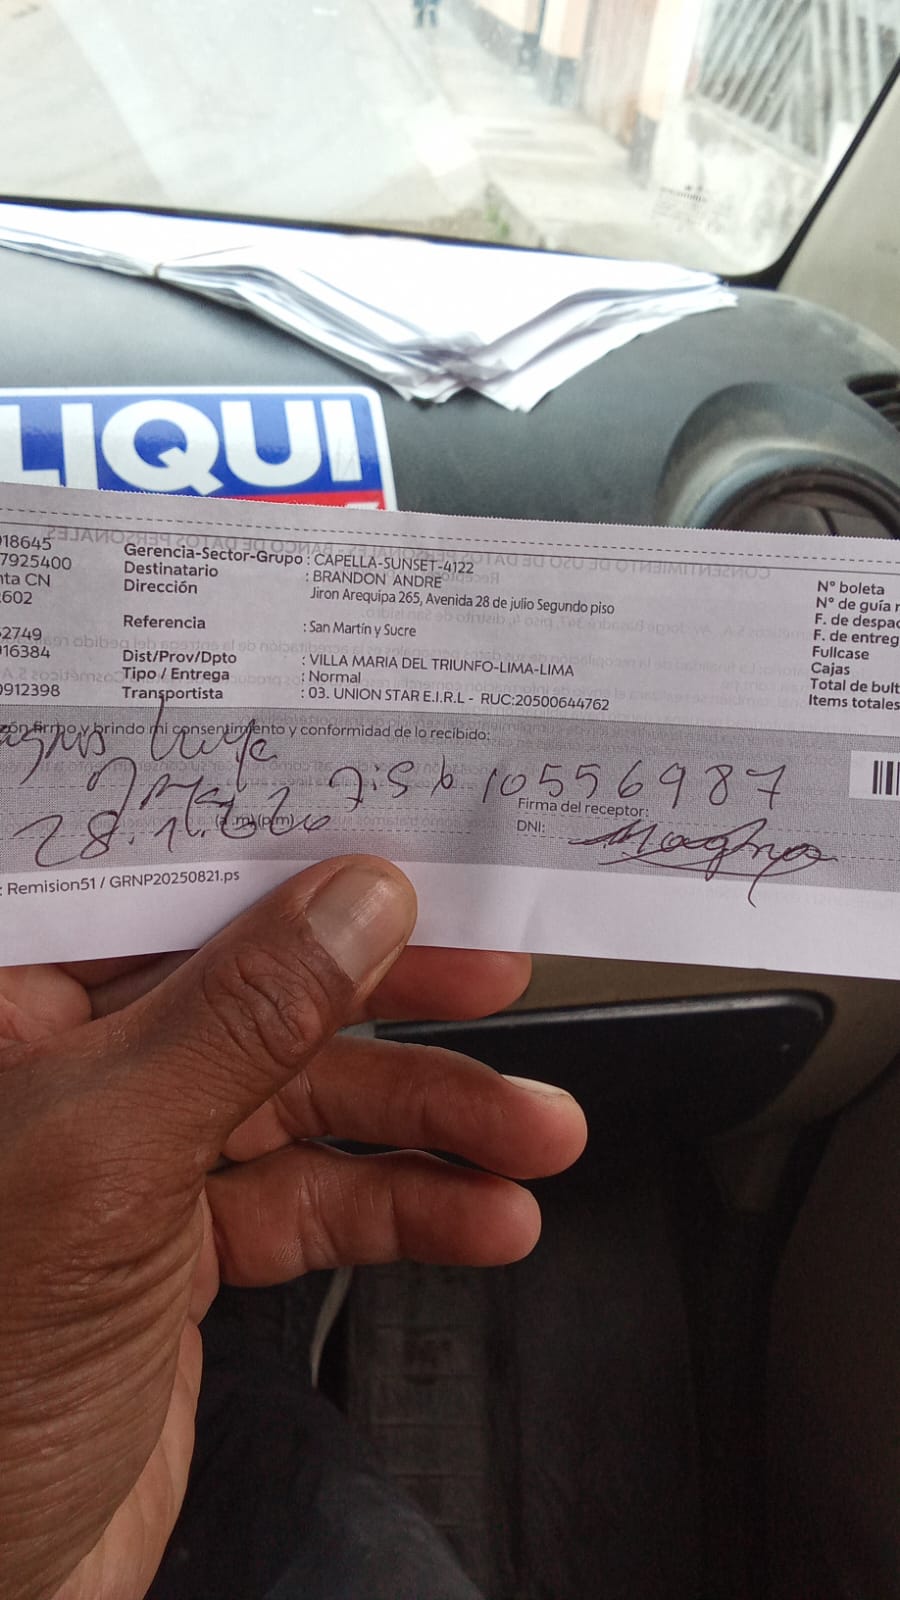 LIQUI
18645
7925400
nta CN
602
2749
16384
0912398
Gerencia-Sector-Grupo : CAPELLA-SUNSET-4122
Destinatario : BRANDON ANDRE
Dirección Jiron Arequipa 265, Avenida 28 de julio Segundo piso
Referencia : San Martín y Sucre
Dist/Prov/Dpto : VILLA MARIA DEL TRIUNFO-LIMA-LIMA
Tipo / Entrega : Normal
Transportista : 03. UNION STAR E.I.R.L - RUC:20500644762
N° boleta
N° de guía r
F. de despac
F. de entreg
Fullcase
Cajas
Total de bult
Items totales
zón firmo y brindo mi consentimiento y conformidad de lo recibido:
10556987
(a .m) (p.m)
Firma del receptor:
DNI:
: Remision51 / GRNP20250821.ps